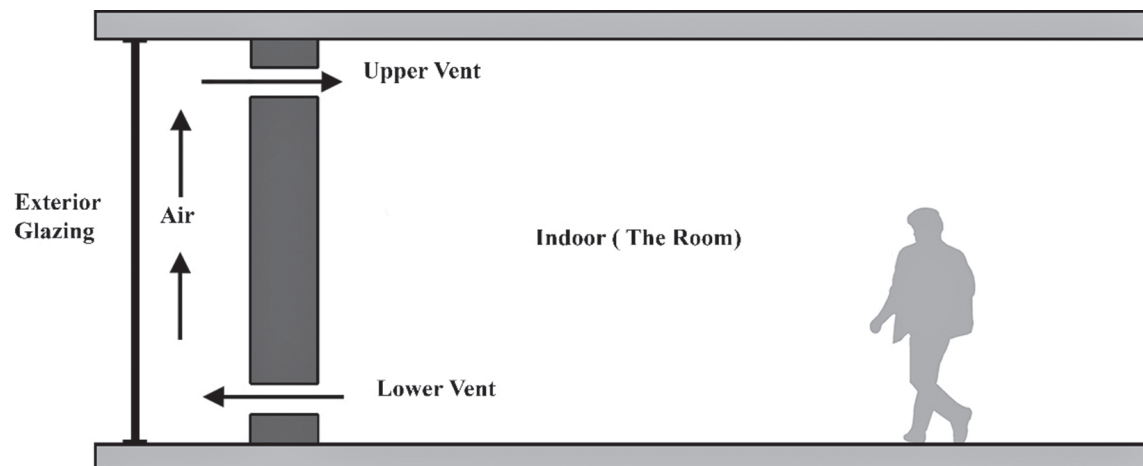 Upper Vent
Exterior
Glazing
Air
Indoor ( The Room)
Lower Vent